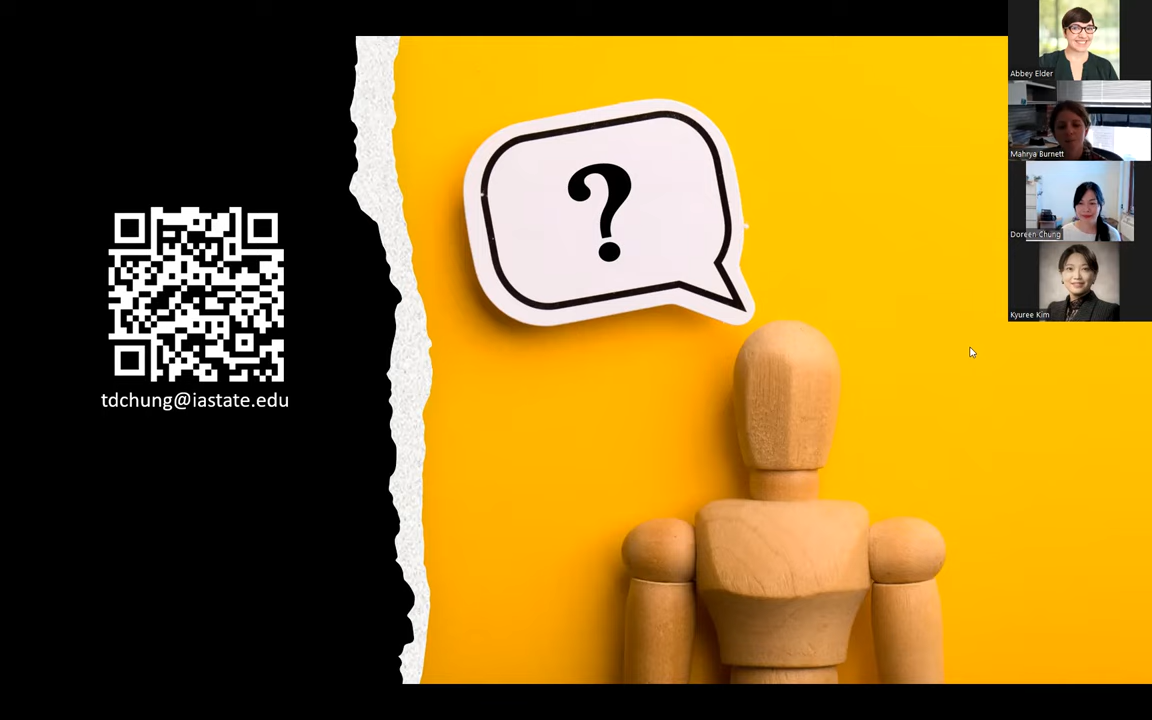 ?
tdchung@iastate.edu
Abbey Elder
Mahrya Burnett
Doreen Chung
Kyuree Kim